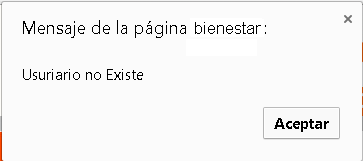 Mensaje de la página bienestar:
Usuriario no Existe
Aceptar